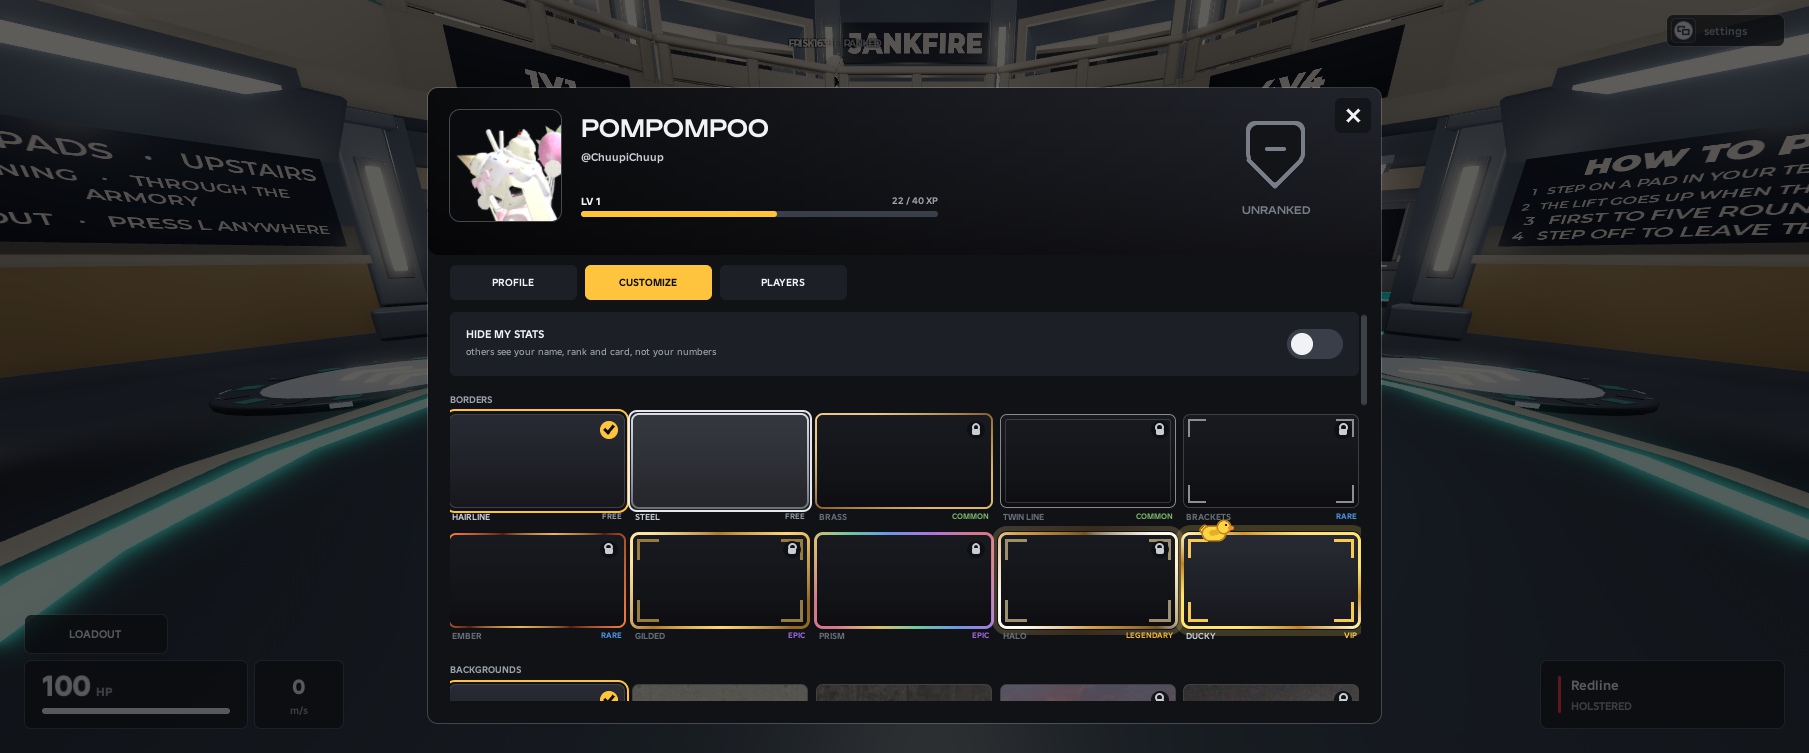 JANKFIRE
settings
1V1
4V4
PADS · UPSTAIRS
NING · THROUGH THE
ARMORY
OUT · PRESS L ANYWHERE
HOW TO P
1 STEP ON A PAD IN YOUR TE
2 THE LIFT GOES UP WHEN TH
3 FIRST TO FIVE ROUN
4 STEP OFF TO LEAVE TH
POMPOMPOO
@ChuupiChuup
LV 1
22 / 40 XP
UNRANKED
PROFILE
CUSTOMIZE
PLAYERS
HIDE MY STATS
others see your name, rank and card, not your numbers
BORDERS
HAIRLINE FREE
STEEL FREE
BRASS COMMON
TWIN LINE COMMON
BRACKETS RARE
EMBER RARE
GILDED EPIC
PRISM EPIC
HALO LEGENDARY
DUCKY VIP
BACKGROUNDS
LOADOUT
100 HP
0
m/s
Redline
HOLSTERED